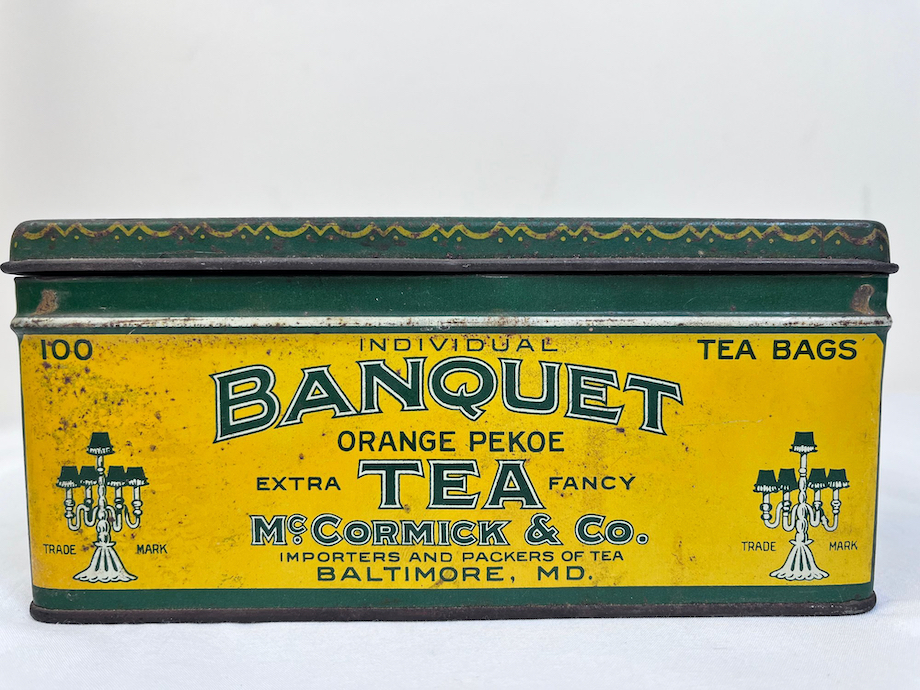 100 INDIVIDUAL TEA BAGS
BANQUET
ORANGE PEKOE
EXTRA TEA FANCY
McCORMICK & Co.
IMPORTERS AND PACKERS OF TEA
BALTIMORE, MD.
TRADE MARK
TRADE MARK